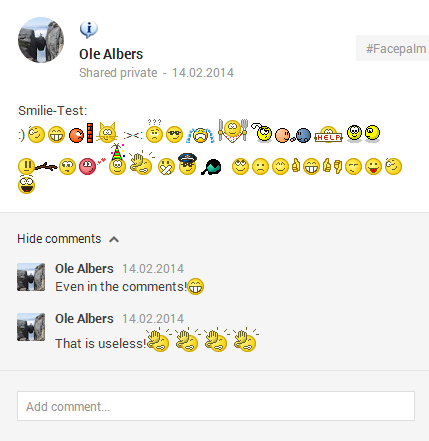 Ole Albers
#Facepalm
Shared private - 14.02.2014
Smilie-Test:
:) :><:
HELP
Hide comments
Ole Albers 14.02.2014
Even in the comments!
Ole Albers 14.02.2014
That is useless!
Add comment...